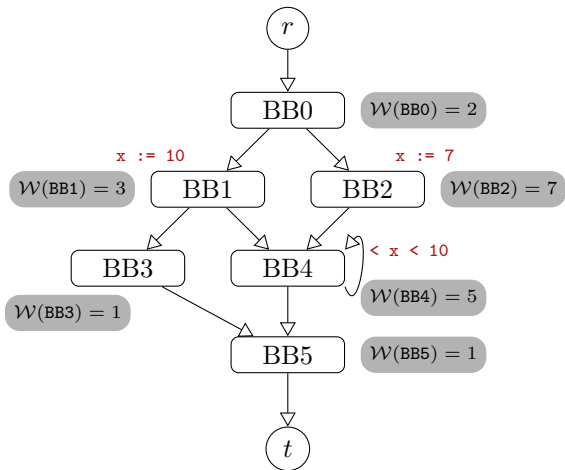 r
BB0 𝒲(BB0) = 2
x := 10 x := 7
𝒲(BB1) = 3 BB1 BB2 𝒲(BB2) = 7
< x < 10
BB3 BB4
𝒲(BB4) = 5
𝒲(BB3) = 1
BB5 𝒲(BB5) = 1
t